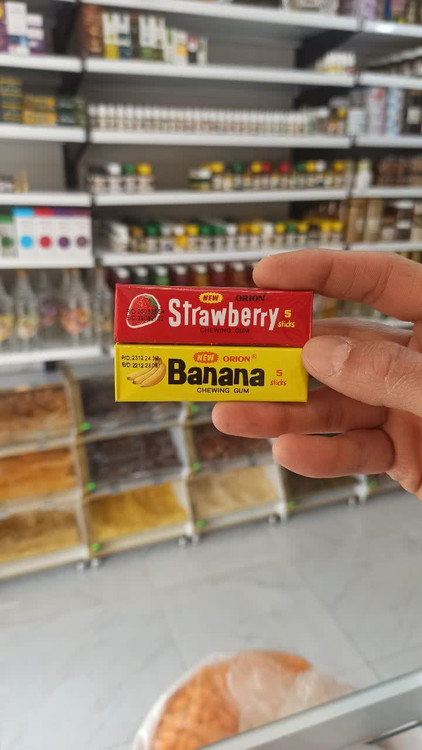 NEW ORION
Strawberry 5
sticks
CHEWING GUM
NEW ORION®
Banana 5
sticks
CHEWING GUM